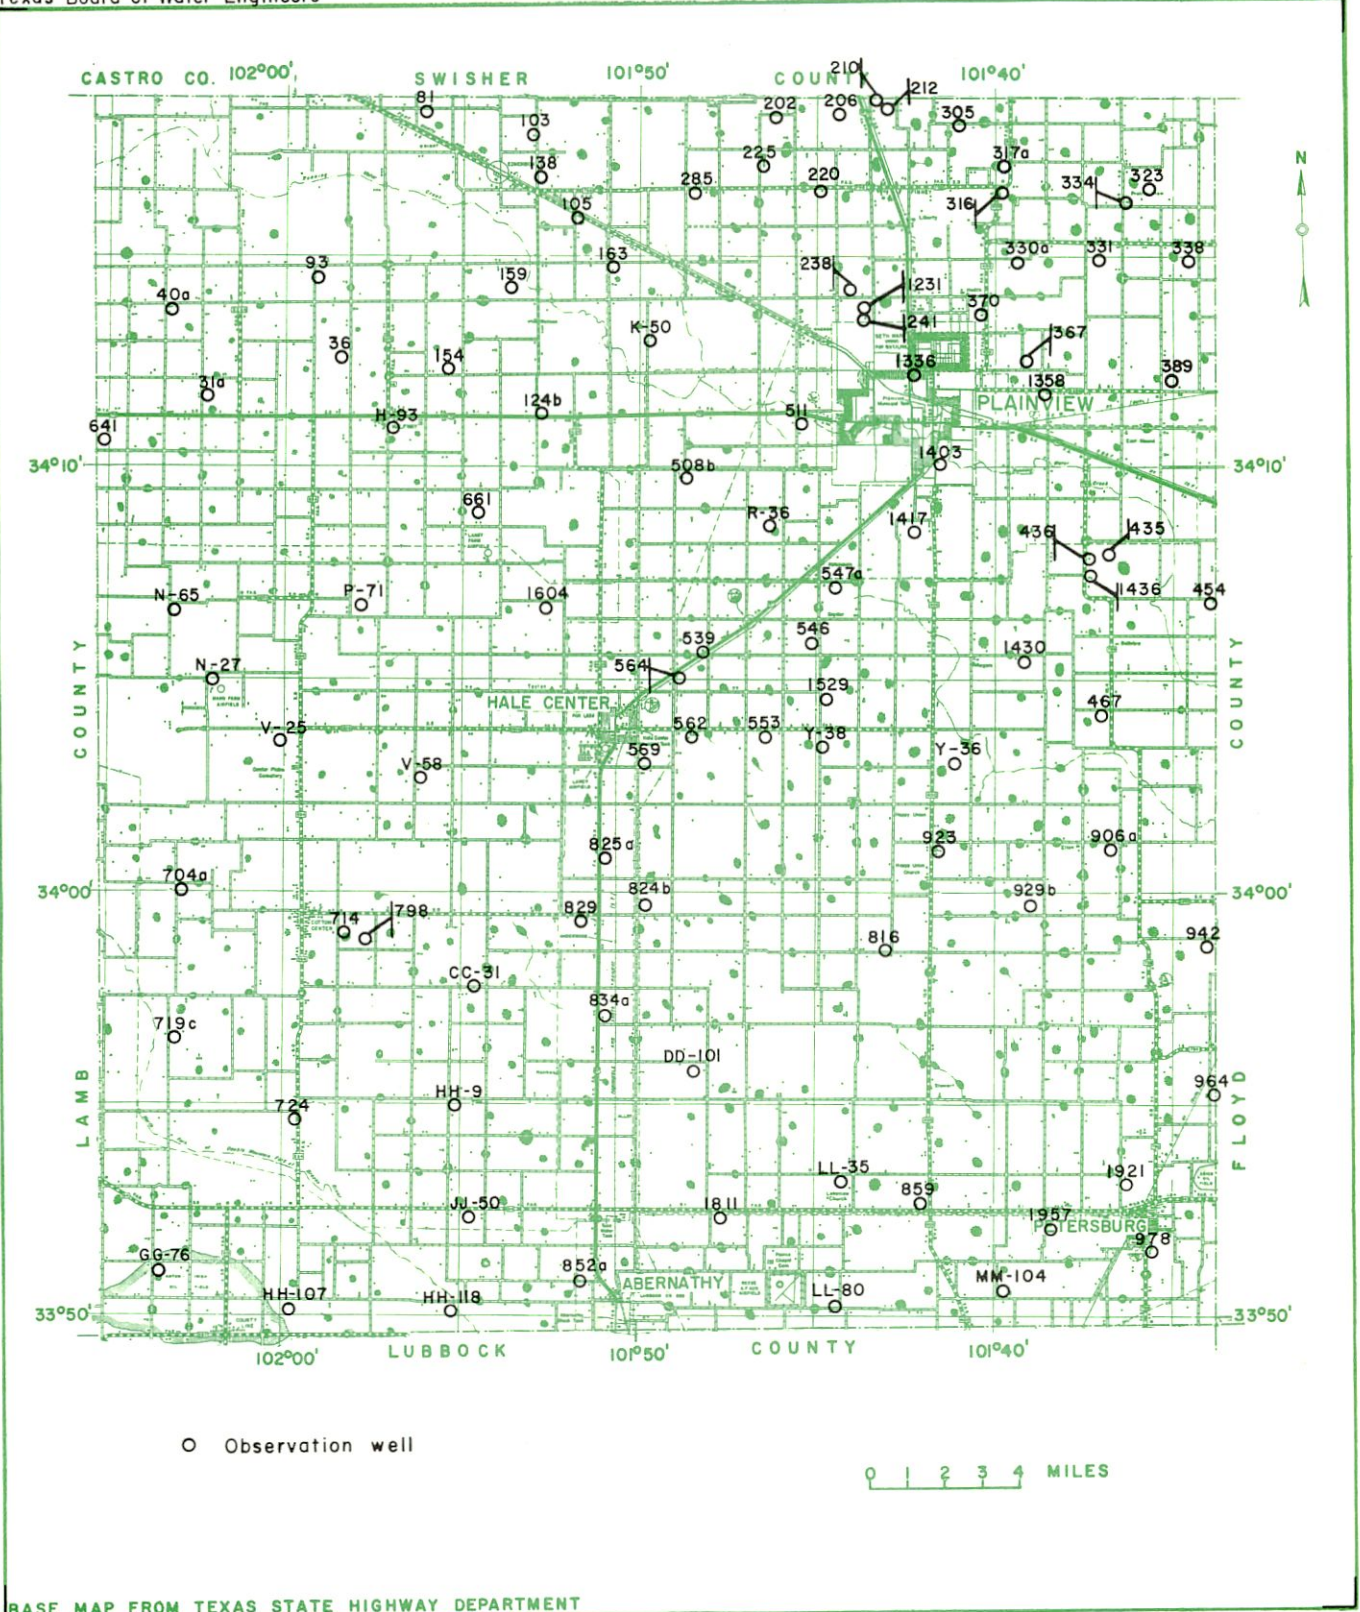 Texas Board of Water Engineers
CASTRO CO. 102°00' SWISHER 101°50' COUNTY 101°40'
210 212
81 202 206 305
103
138 225 317a
285 220 334 323
316
105
163 330a 331 338
93 159 238 1231
40a 370
K-50 241
36 154 1336 367
31a 1358 389
124b PLAINVIEW
H-93 511
641
34°10' 1403 34°10'
508b
661 R-36 1417 436 435
547a
N-65 P-71 1604 1436 454
539 546
N-27 564 1430
COUNTY HALE CENTER 1529 467 COUNTY
V-25 562 553 Y-38 Y-36
V-58 569
825a 923 906a
34°00' 704a 824b 929b 34°00'
714 798 829 816 942
CC-31
719c 834a
DD-101
LAMB HH-9 964 FLOYD
724
LL-35 1921
JJ-50 1811 859 1957
PETERSBURG
978
GG-76 852a ABERNATHY MM-104
33°50' HH-107 HH-118 LL-80 33°50'
102°00' LUBBOCK 101°50' COUNTY 101°40'
N
O Observation well
0 1 2 3 4 MILES
BASE MAP FROM TEXAS STATE HIGHWAY DEPARTMENT